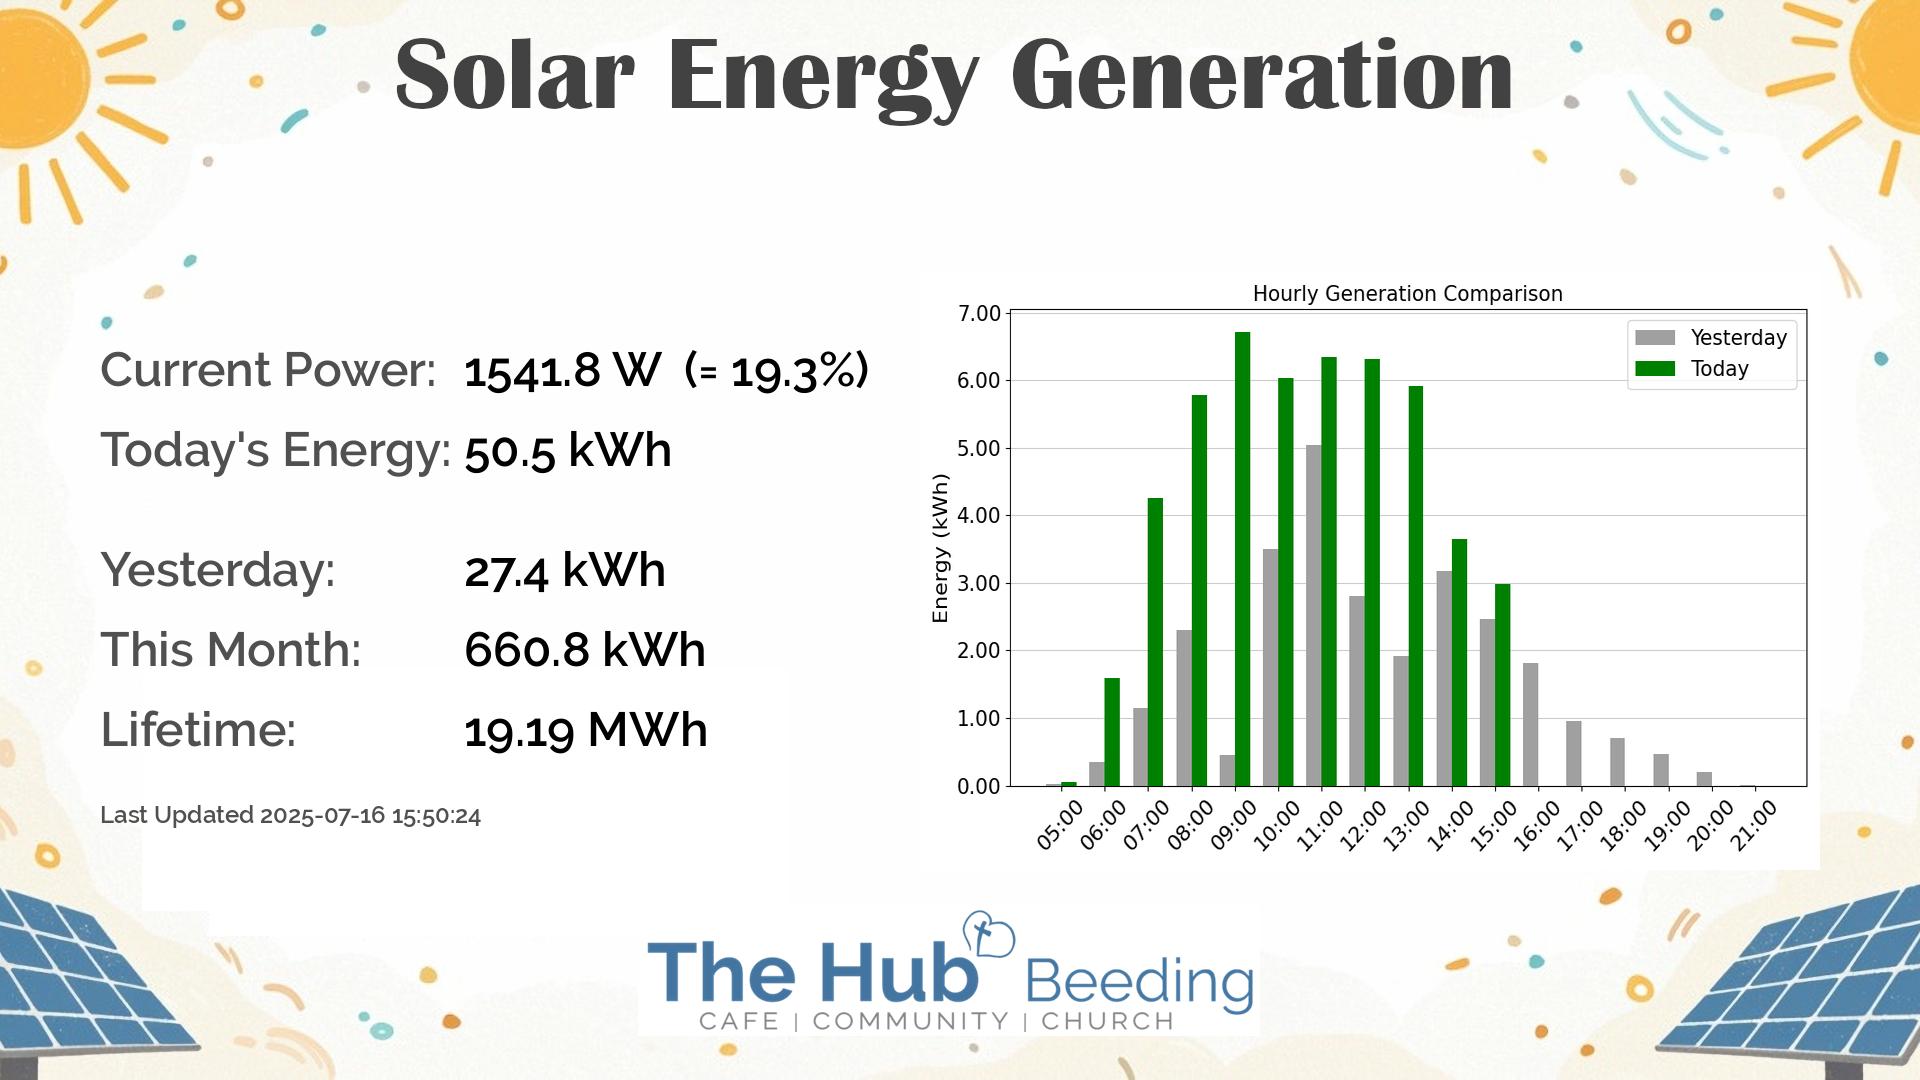 Solar Energy Generation
Current Power: 1541.8 W (= 19.3%)
Today's Energy: 50.5 kWh
Yesterday: 27.4 kWh
This Month: 660.8 kWh
Lifetime: 19.19 MWh
Last Updated 2025-07-16 15:50:24
Hourly Generation Comparison
Yesterday
Today
Energy (kWh)
7.00
6.00
5.00
4.00
3.00
2.00
1.00
0.00
05:00 06:00 07:00 08:00 09:00 10:00 11:00 12:00 13:00 14:00 15:00 16:00 17:00 18:00 19:00 20:00 21:00
The Hub Beeding
CAFE | COMMUNITY | CHURCH